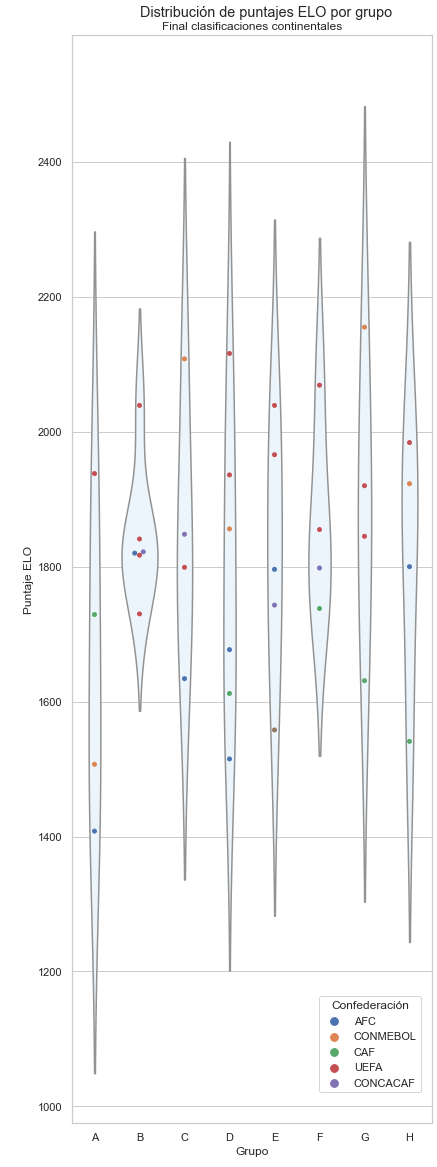 Distribución de puntajes ELO por grupo
Final clasificaciones continentales
2400
2200
2000
1800
1600
1400
1200
1000
Puntaje ELO
Confederación
AFC
CONMEBOL
CAF
UEFA
CONCACAF
A B C D E F G H
Grupo